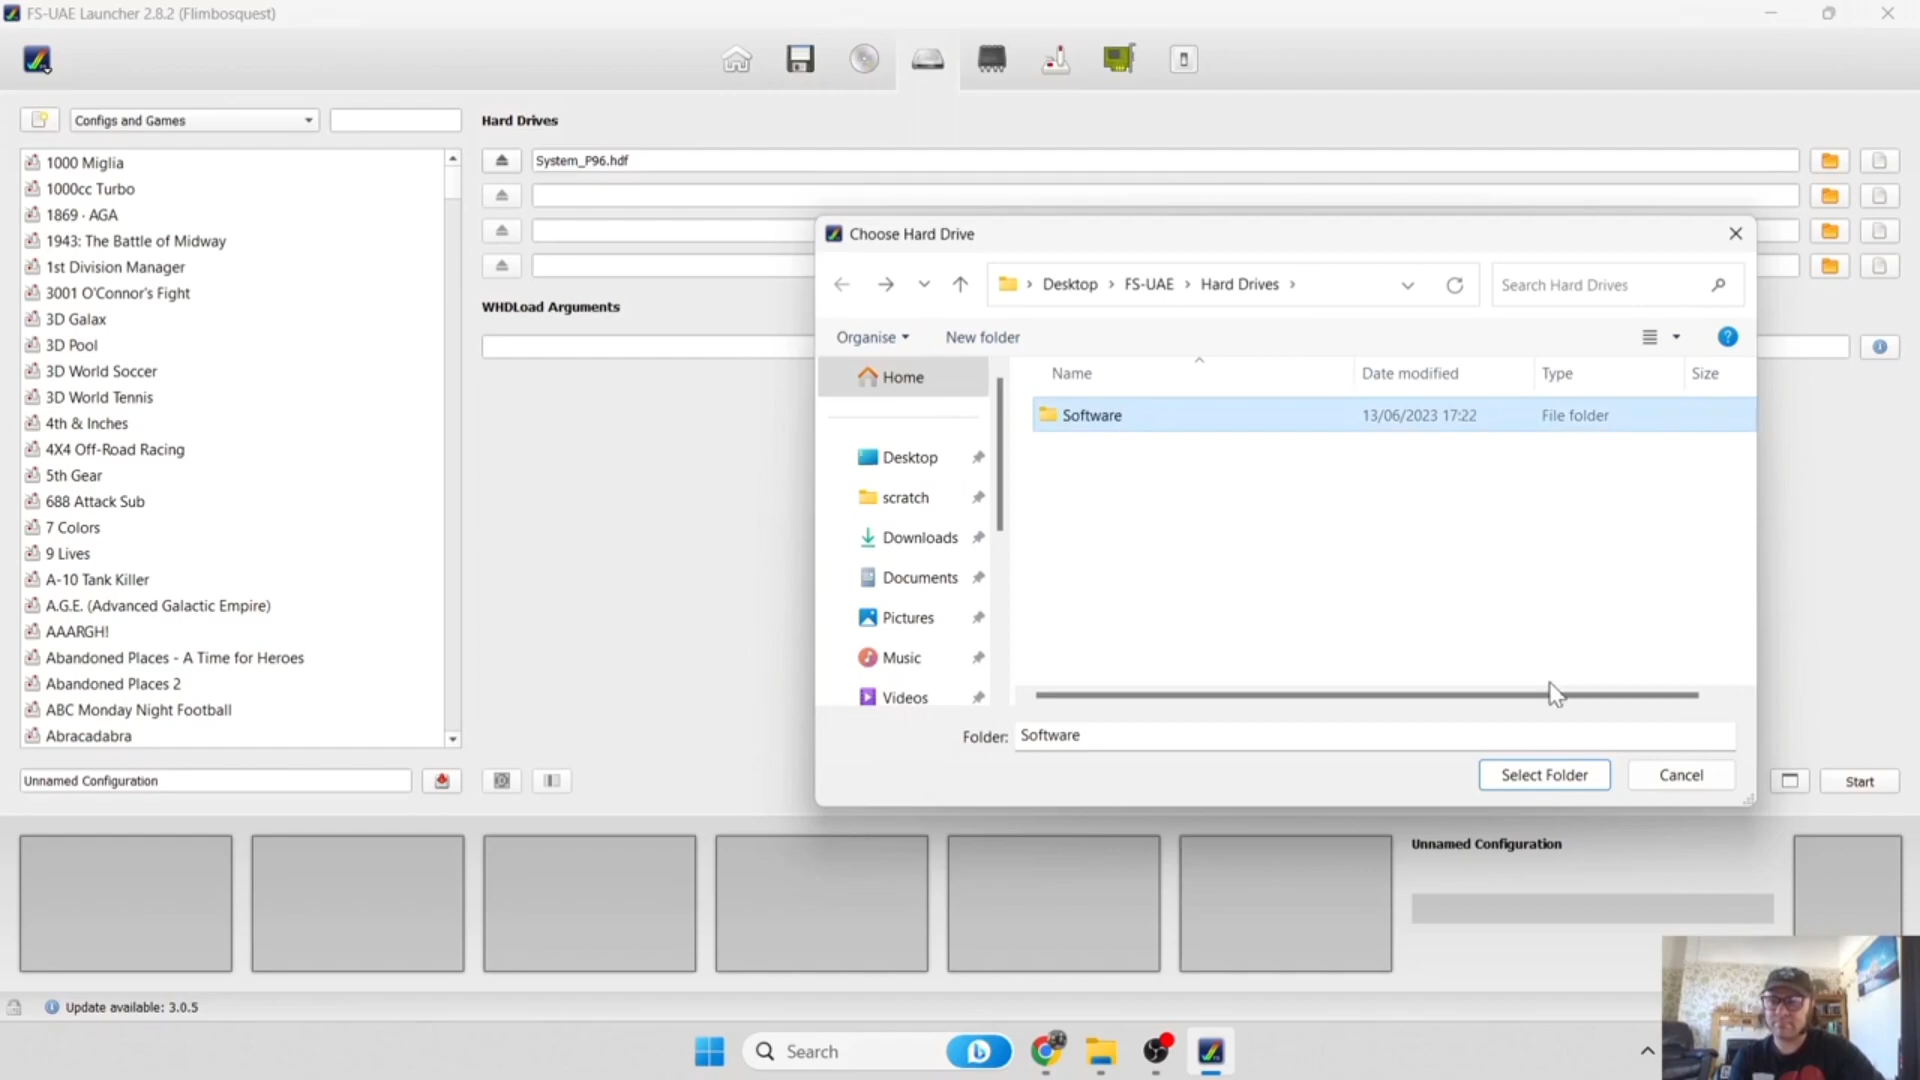 FS-UAE Launcher 2.8.2 (Flimbosquest)
Configs and Games
1000 Miglia
1000cc Turbo
1869 · AGA
1943: The Battle of Midway
1st Division Manager
3001 O'Connor's Fight
3D Galax
3D Pool
3D World Soccer
3D World Tennis
4th & Inches
4X4 Off-Road Racing
5th Gear
688 Attack Sub
7 Colors
9 Lives
A-10 Tank Killer
A.G.E. (Advanced Galactic Empire)
AAARGH!
Abandoned Places - A Time for Heroes
Abandoned Places 2
ABC Monday Night Football
Abracadabra
Unnamed Configuration
Hard Drives
System_P96.hdf
WHDLoad Arguments
Choose Hard Drive
Desktop > FS-UAE > Hard Drives >
Search Hard Drives
Organise
New folder
Home
Desktop
scratch
Downloads
Documents
Pictures
Music
Videos
Name Date modified Type Size
Software 13/06/2023 17:22 File folder
Folder: Software
Select Folder
Cancel
Start
Unnamed Configuration
Update available: 3.0.5
Search